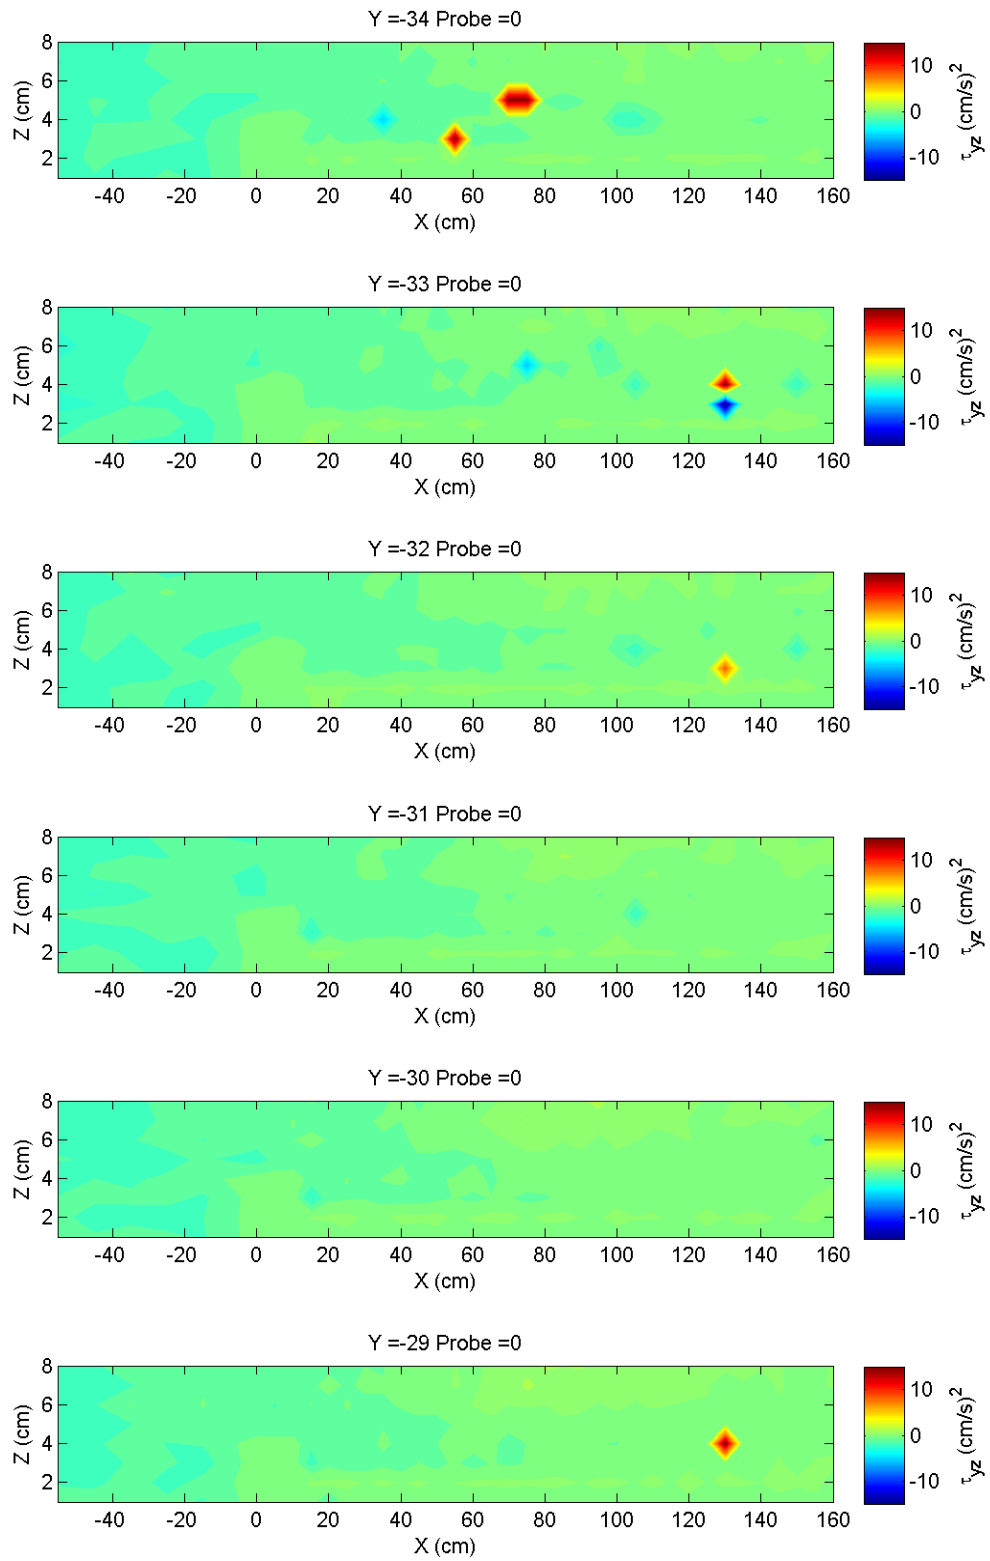 Y =-34 Probe =0
8
6
4
2
Z (cm)
-40 -20 0 20 40 60 80 100 120 140 160
X (cm)
10
0
-10
τyz (cm/s)2
Y =-33 Probe =0
8
6
4
2
Z (cm)
-40 -20 0 20 40 60 80 100 120 140 160
X (cm)
10
0
-10
τyz (cm/s)2
Y =-32 Probe =0
8
6
4
2
Z (cm)
-40 -20 0 20 40 60 80 100 120 140 160
X (cm)
10
0
-10
τyz (cm/s)2
Y =-31 Probe =0
8
6
4
2
Z (cm)
-40 -20 0 20 40 60 80 100 120 140 160
X (cm)
10
0
-10
τyz (cm/s)2
Y =-30 Probe =0
8
6
4
2
Z (cm)
-40 -20 0 20 40 60 80 100 120 140 160
X (cm)
10
0
-10
τyz (cm/s)2
Y =-29 Probe =0
8
6
4
2
Z (cm)
-40 -20 0 20 40 60 80 100 120 140 160
X (cm)
10
0
-10
τyz (cm/s)2